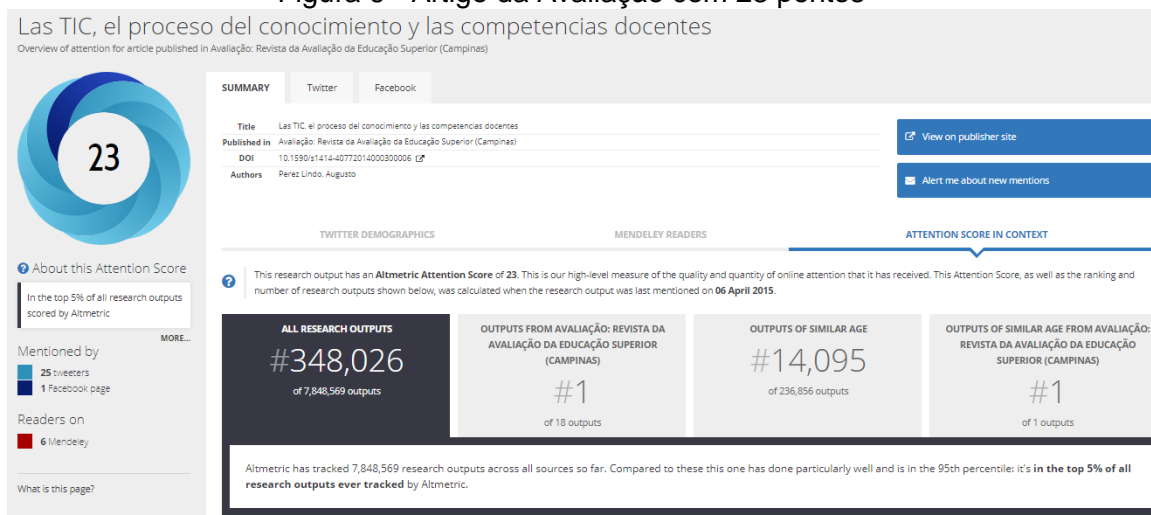 Figura 6 - Artigo da Avaliação com 23 pontos
Las TIC, el proceso del conocimiento y las competencias docentes
Overview of attention for article published in Avaliação: Revista da Avaliação da Educação Superior (Campinas)
23
About this Attention Score
In the top 5% of all research outputs
scored by Altmetric
MORE...
Mentioned by
25 tweeters
1 Facebook page
Readers on
6 Mendeley
What is this page?
SUMMARY Twitter Facebook
Title Las TIC, el proceso del conocimiento y las competencias docentes
Published in Avaliação: Revista da Avaliação da Educação Superior (Campinas)
DOI 10.1590/s1414-40772014000300006
Authors Perez Lindo, Augusto
View on publisher site
Alert me about new mentions
TWITTER DEMOGRAPHICS MENDELEY READERS ATTENTION SCORE IN CONTEXT
This research output has an Altmetric Attention Score of 23. This is our high-level measure of the quality and quantity of online attention that it has received. This Attention Score, as well as the ranking and
number of research outputs shown below, was calculated when the research output was last mentioned on 06 April 2015.
ALL RESEARCH OUTPUTS
#348,026
of 7,848,569 outputs
OUTPUTS FROM AVALIAÇÃO: REVISTA DA
AVALIAÇÃO DA EDUCAÇÃO SUPERIOR
(CAMPINAS)
#1
of 18 outputs
OUTPUTS OF SIMILAR AGE
#14,095
of 236,856 outputs
OUTPUTS OF SIMILAR AGE FROM AVALIAÇÃO:
REVISTA DA AVALIAÇÃO DA EDUCAÇÃO
SUPERIOR (CAMPINAS)
#1
of 1 outputs
Altmetric has tracked 7,848,569 research outputs across all sources so far. Compared to these this one has done particularly well and is in the 95th percentile: it's in the top 5% of all
research outputs ever tracked by Altmetric.